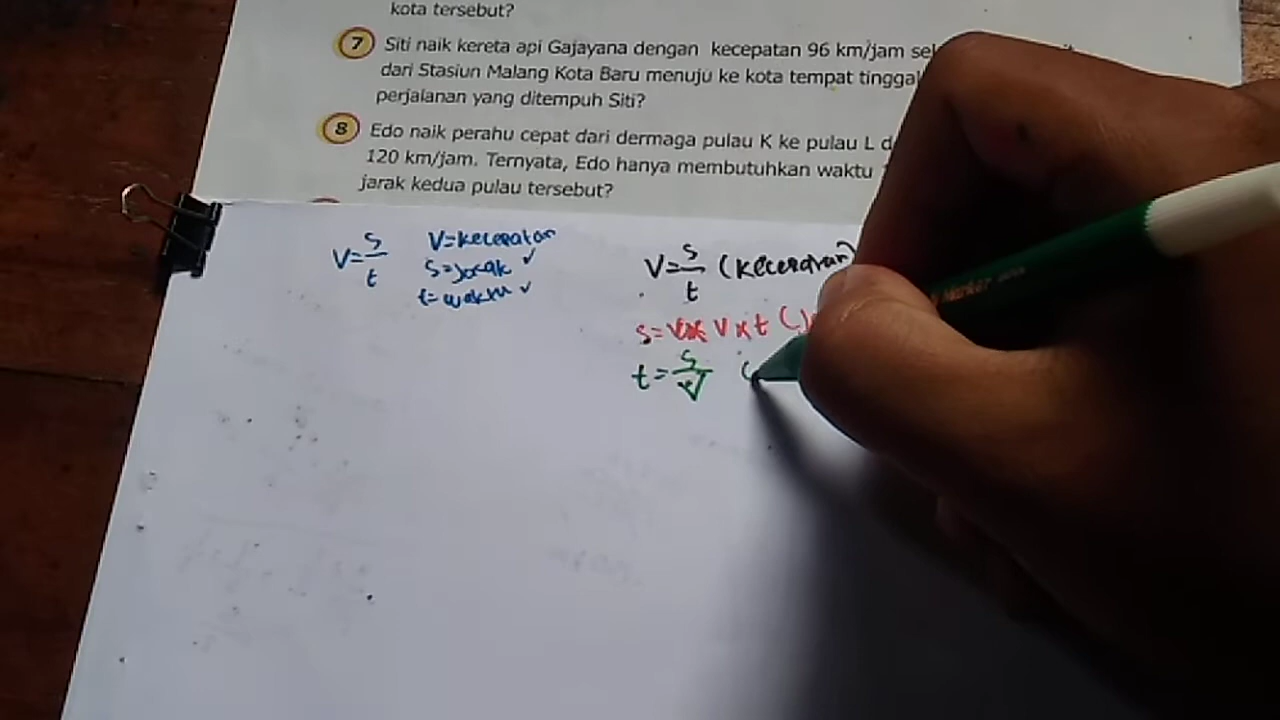 kota tersebut?
7 Siti naik kereta api Gajayana dengan kecepatan 96 km/jam
dari Stasiun Malang Kota Baru menuju ke kota tempat tinggal
perjalanan yang ditempuh Siti?
8 Edo naik perahu cepat dari dermaga pulau K ke pulau L
120 km/jam. Ternyata, Edo hanya membutuhkan waktu
jarak kedua pulau tersebut?
V=s/t
V=kecepatan
s=jarak ✓
t=waktu ✓
V=s/t (kecepatan)
s= V x t (
t=s/v (